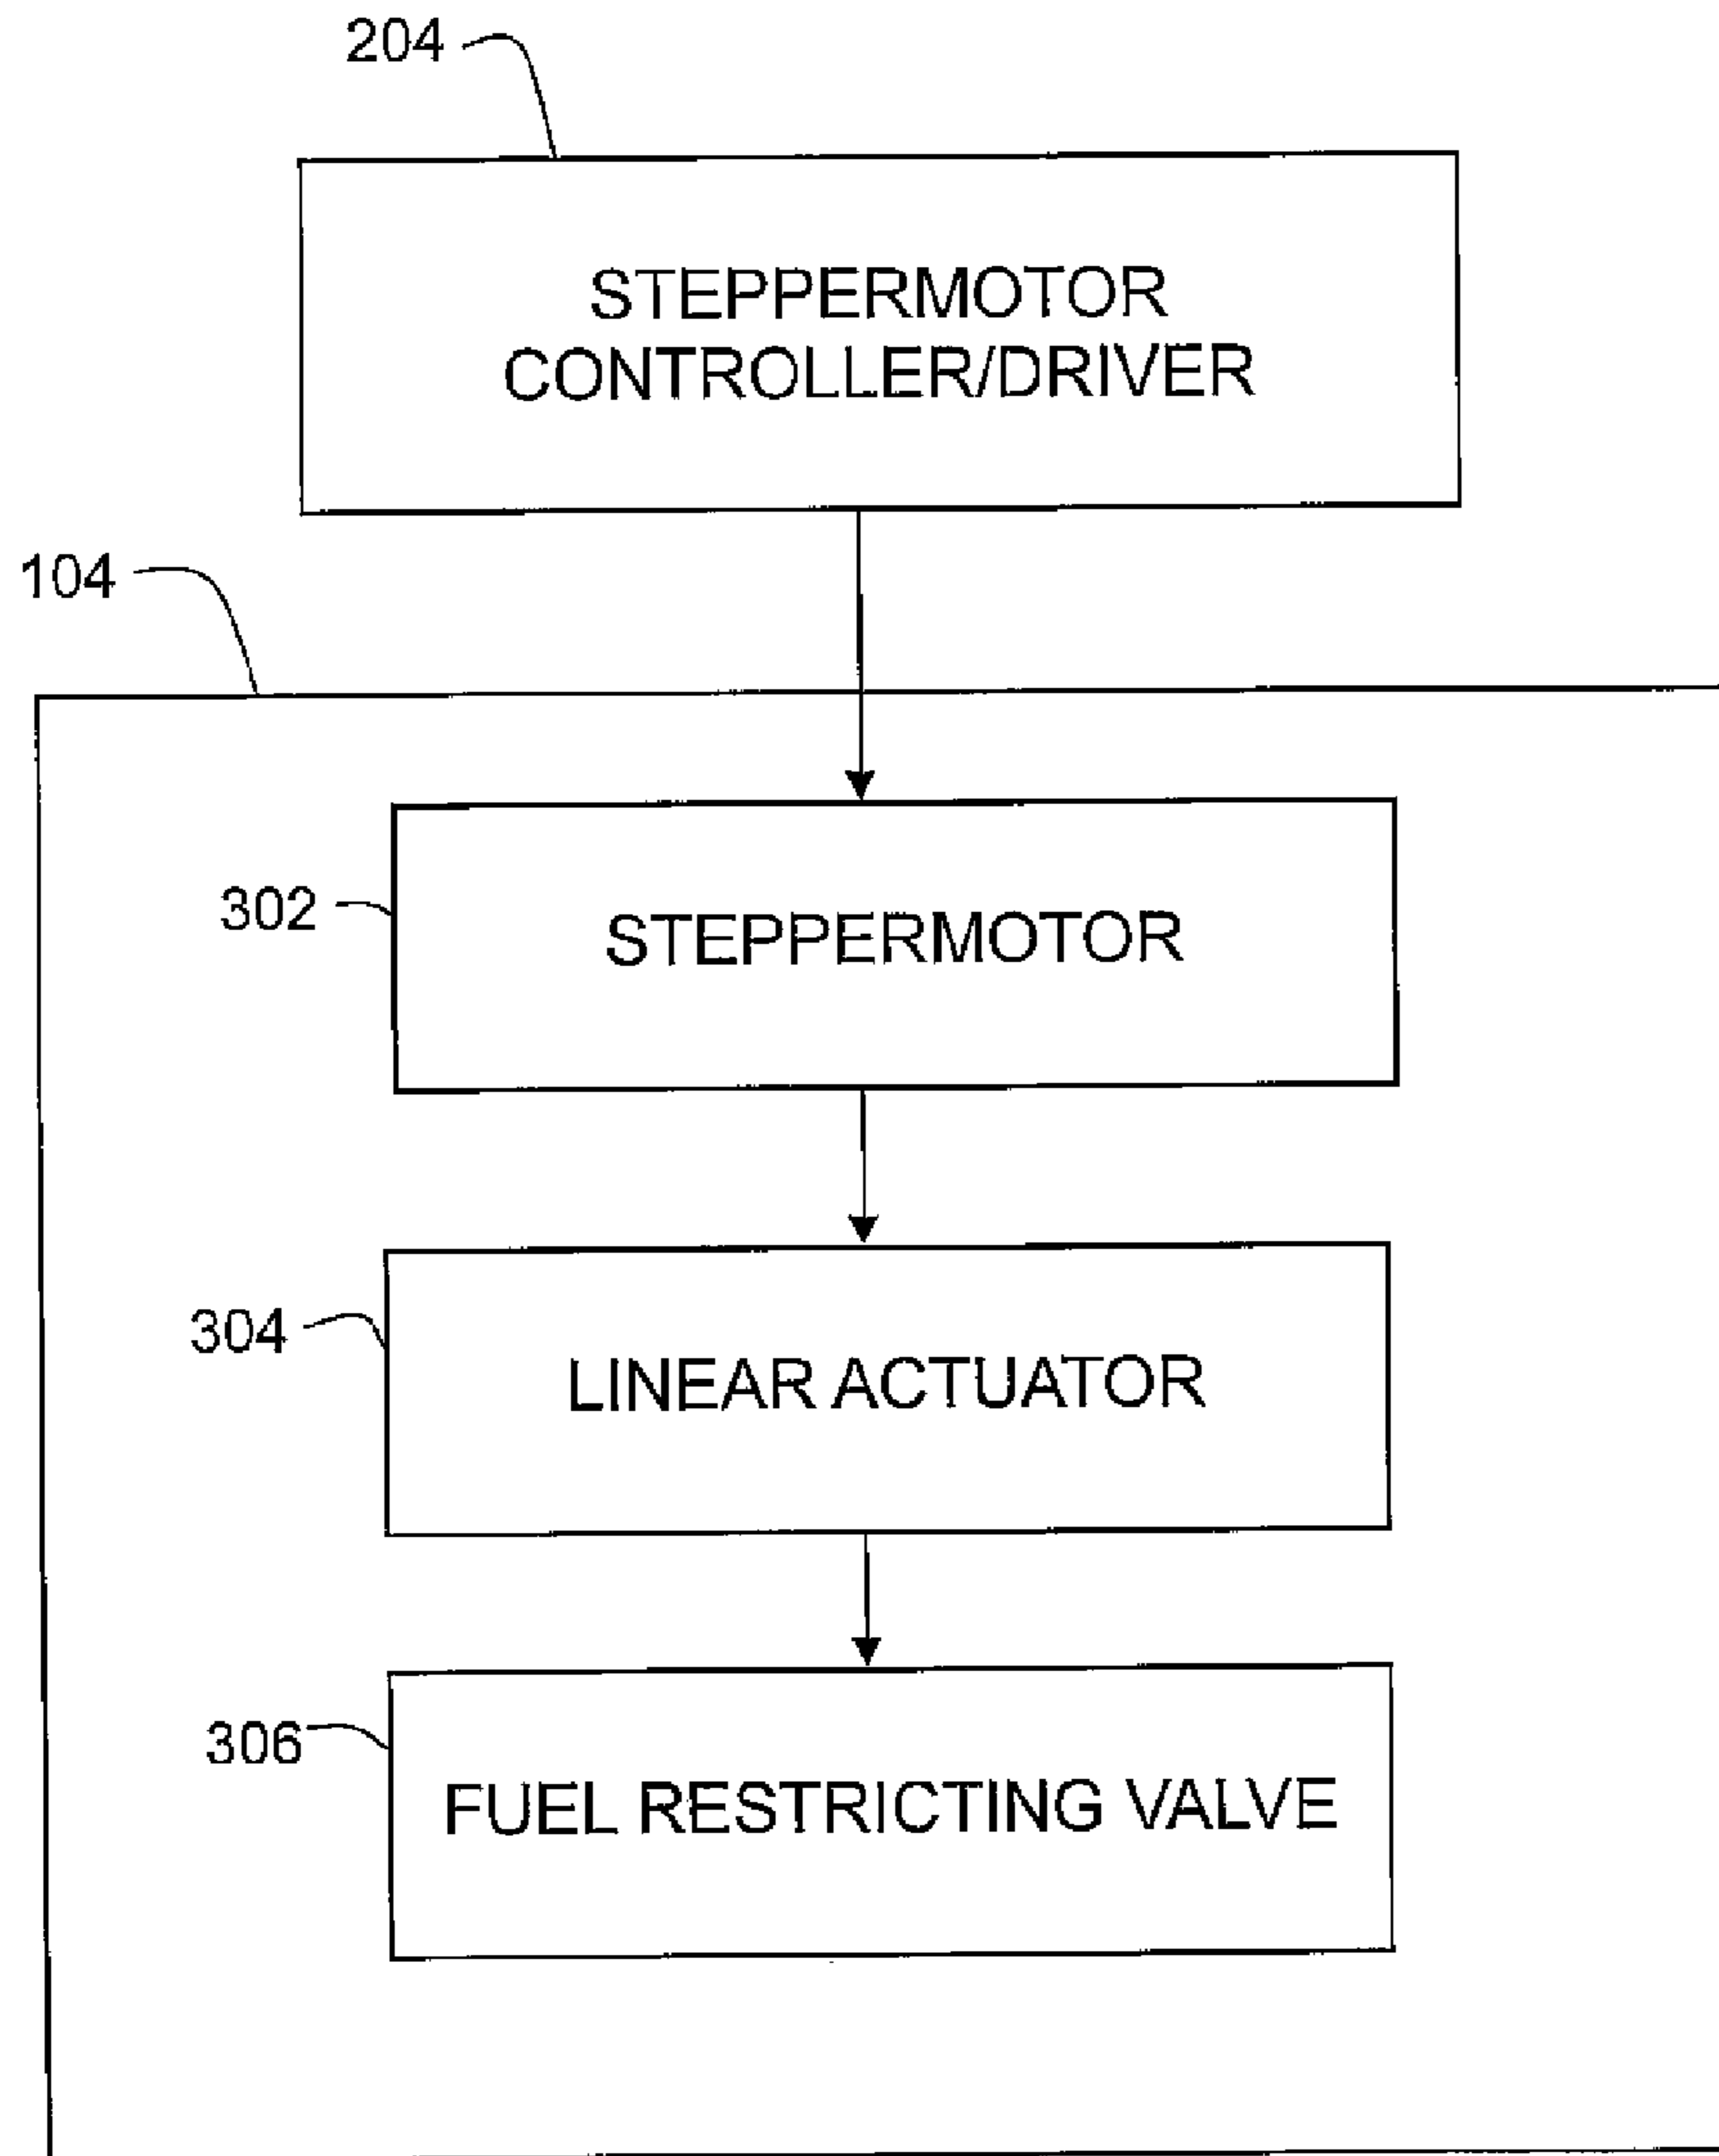 204
STEPPERMOTOR
CONTROLLER/DRIVER
104
302
STEPPERMOTOR
304
LINEAR ACTUATOR
306
FUEL RESTRICTING VALVE